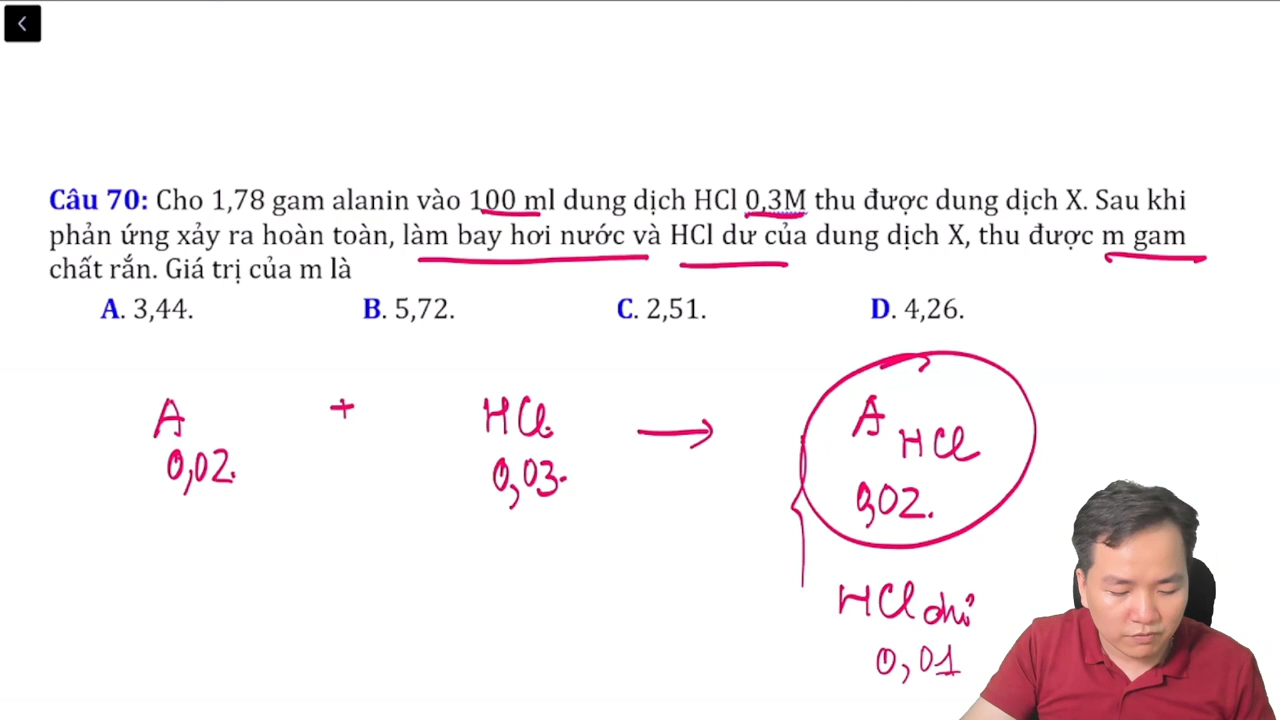 Câu 70: Cho 1,78 gam alanin vào 100 ml dung dịch HCl 0,3M thu được dung dịch X. Sau khi
phản ứng xảy ra hoàn toàn, làm bay hơi nước và HCl dư của dung dịch X, thu được m gam
chất rắn. Giá trị của m là
A. 3,44. B. 5,72. C. 2,51. D. 4,26.
A + HCl → A HCl
0,02. 0,03. 0,02.
HCl dư
0,01